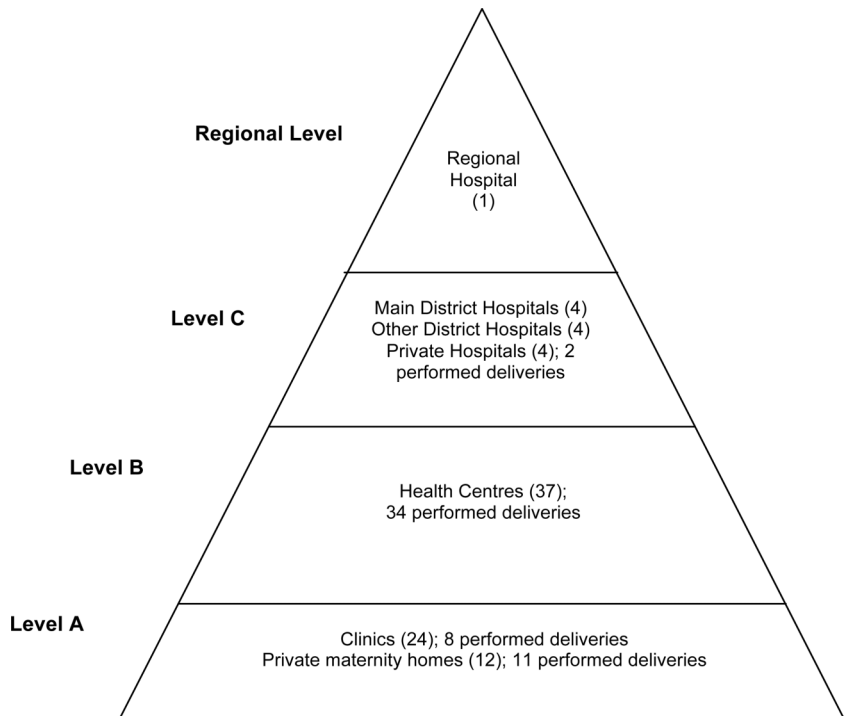 Regional Level
Regional
Hospital
(1)
Level C
Main District Hospitals (4)
Other District Hospitals (4)
Private Hospitals (4); 2
performed deliveries
Level B
Health Centres (37);
34 performed deliveries
Level A
Clinics (24); 8 performed deliveries
Private maternity homes (12); 11 performed deliveries